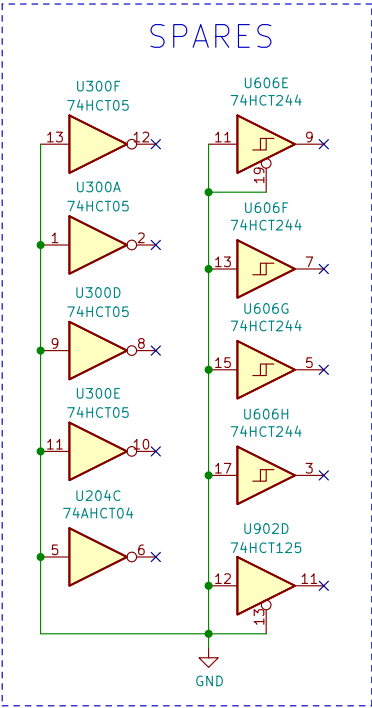 SPARES
U300F
74HCT05
13
12
U606E
74HCT244
11
9
19
U300A
74HCT05
1
2
U606F
74HCT244
13
7
U300D
74HCT05
9
8
U606G
74HCT244
15
5
U300E
74HCT05
11
10
U606H
74HCT244
17
3
U204C
74AHCT04
5
6
U902D
74HCT125
12
11
13
GND